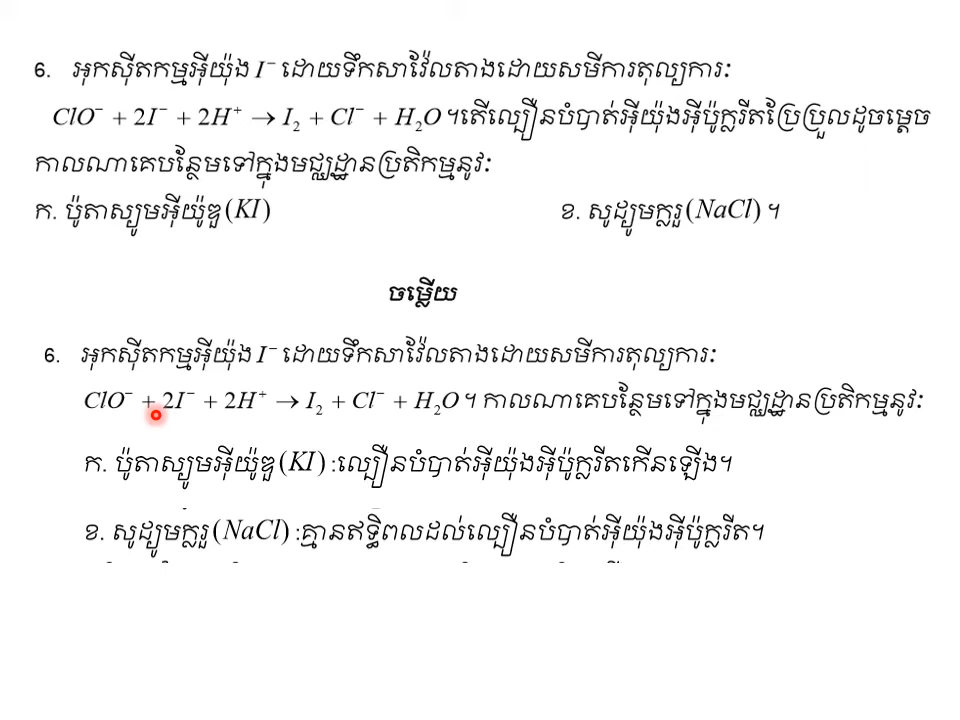 6. អុកស៊ីតកម្មអ៊ីយ៉ុង I⁻ ដោយទឹកសាវ៉ែលតាងដោយសមីការតុល្យការៈ
ClO⁻ + 2I⁻ + 2H⁺ → I₂ + Cl⁻ + H₂O ។តើល្បឿនបំបាត់អ៊ីយ៉ុងអ៊ីប៉ូក្លរីតប្រែប្រួលដូចម្តេច
កាលណាគេបន្ថែមទៅក្នុងមជ្ឈដ្ឋានប្រតិកម្មនូវៈ
ក. ប៉ូតាស្យូមអ៊ីយ៉ូឌួ (KI) ខ. សូដ្យូមក្លរួ (NaCl) ។
ចម្លើយ
6. អុកស៊ីតកម្មអ៊ីយ៉ុង I⁻ ដោយទឹកសាវ៉ែលតាងដោយសមីការតុល្យការៈ
ClO⁻ + 2I⁻ + 2H⁺ → I₂ + Cl⁻ + H₂O ។ កាលណាគេបន្ថែមទៅក្នុងមជ្ឈដ្ឋានប្រតិកម្មនូវៈ
ក. ប៉ូតាស្យូមអ៊ីយ៉ូឌួ (KI) :ល្បឿនបំបាត់អ៊ីយ៉ុងអ៊ីប៉ូក្លរីតកើនឡើង។
ខ. សូដ្យូមក្លរួ (NaCl) :គ្មានឥទ្ធិពលដល់ល្បឿនបំបាត់អ៊ីយ៉ុងអ៊ីប៉ូក្លរីត។